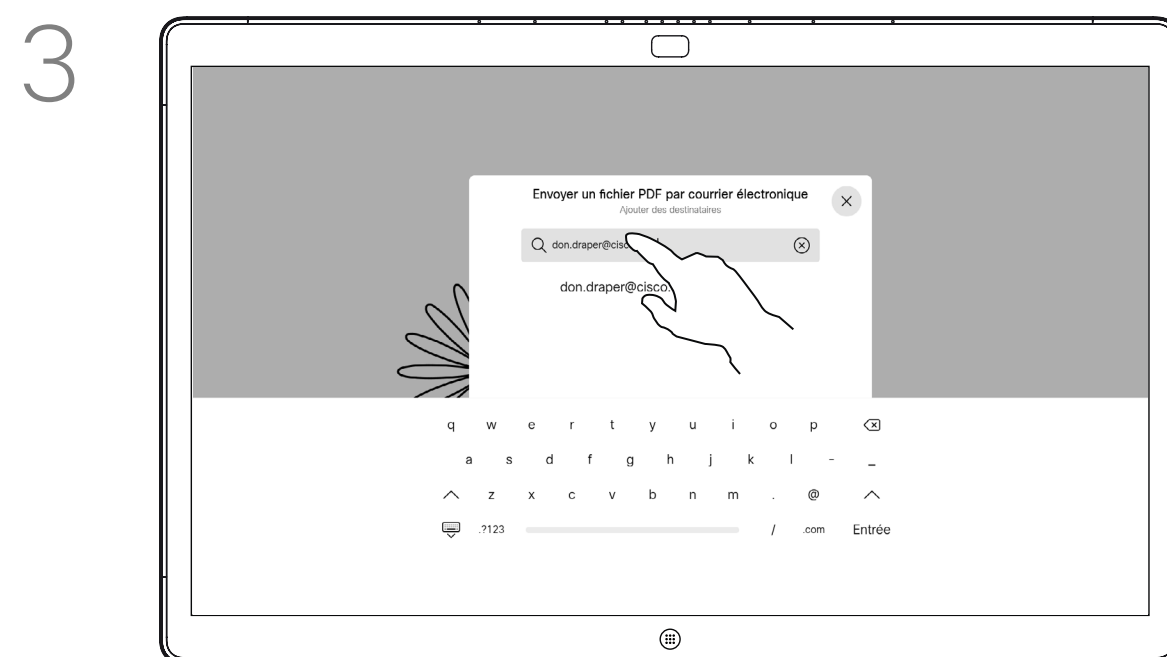 3
Envoyer un fichier PDF par courrier électronique
Ajouter des destinataires
don.draper@cisc
don.draper@cisco.
q w e r t y u i o p
a s d f g h j k l - _
z x c v b n m . @
.?123 / .com Entrée